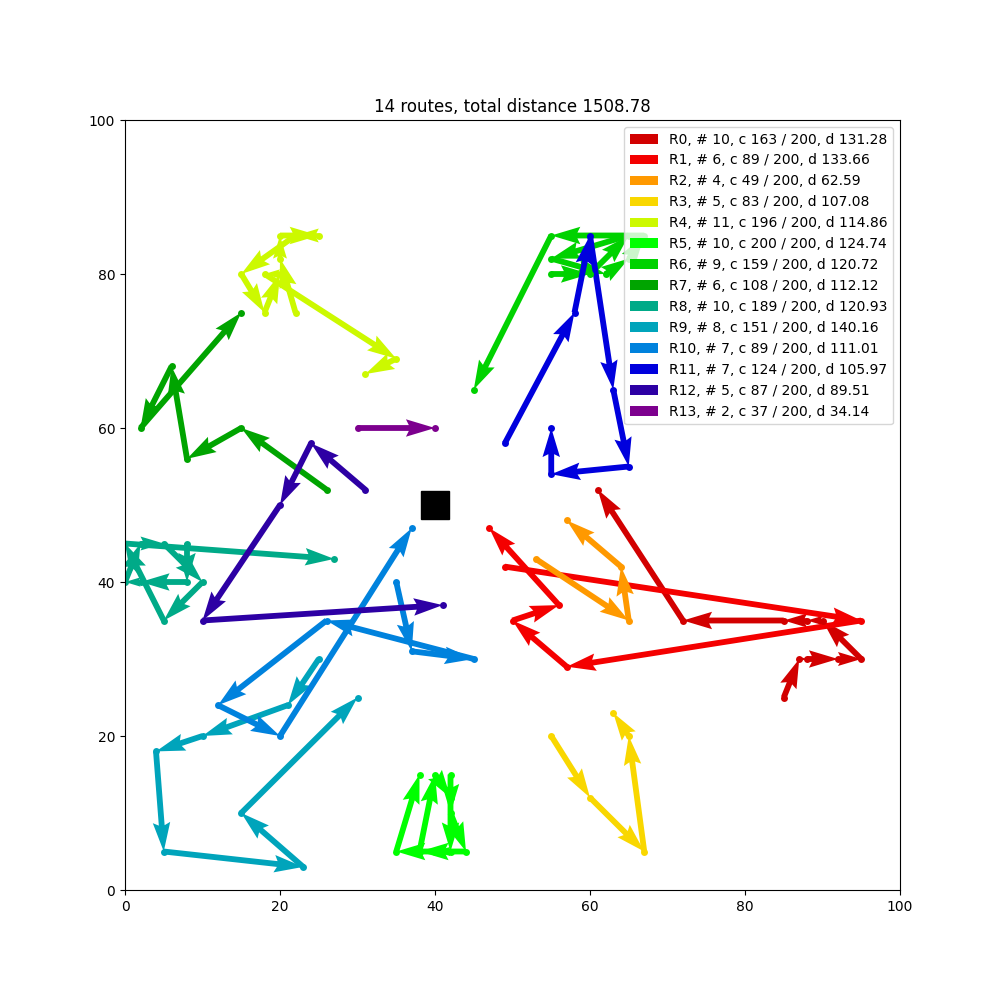 14 routes, total distance 1508.78
R0, # 10, c 163 / 200, d 131.28
R1, # 6, c 89 / 200, d 133.66
R2, # 4, c 49 / 200, d 62.59
R3, # 5, c 83 / 200, d 107.08
R4, # 11, c 196 / 200, d 114.86
R5, # 10, c 200 / 200, d 124.74
R6, # 9, c 159 / 200, d 120.72
R7, # 6, c 108 / 200, d 112.12
R8, # 10, c 189 / 200, d 120.93
R9, # 8, c 151 / 200, d 140.16
R10, # 7, c 89 / 200, d 111.01
R11, # 7, c 124 / 200, d 105.97
R12, # 5, c 87 / 200, d 89.51
R13, # 2, c 37 / 200, d 34.14
100
80
60
40
20
0
0 20 40 60 80 100